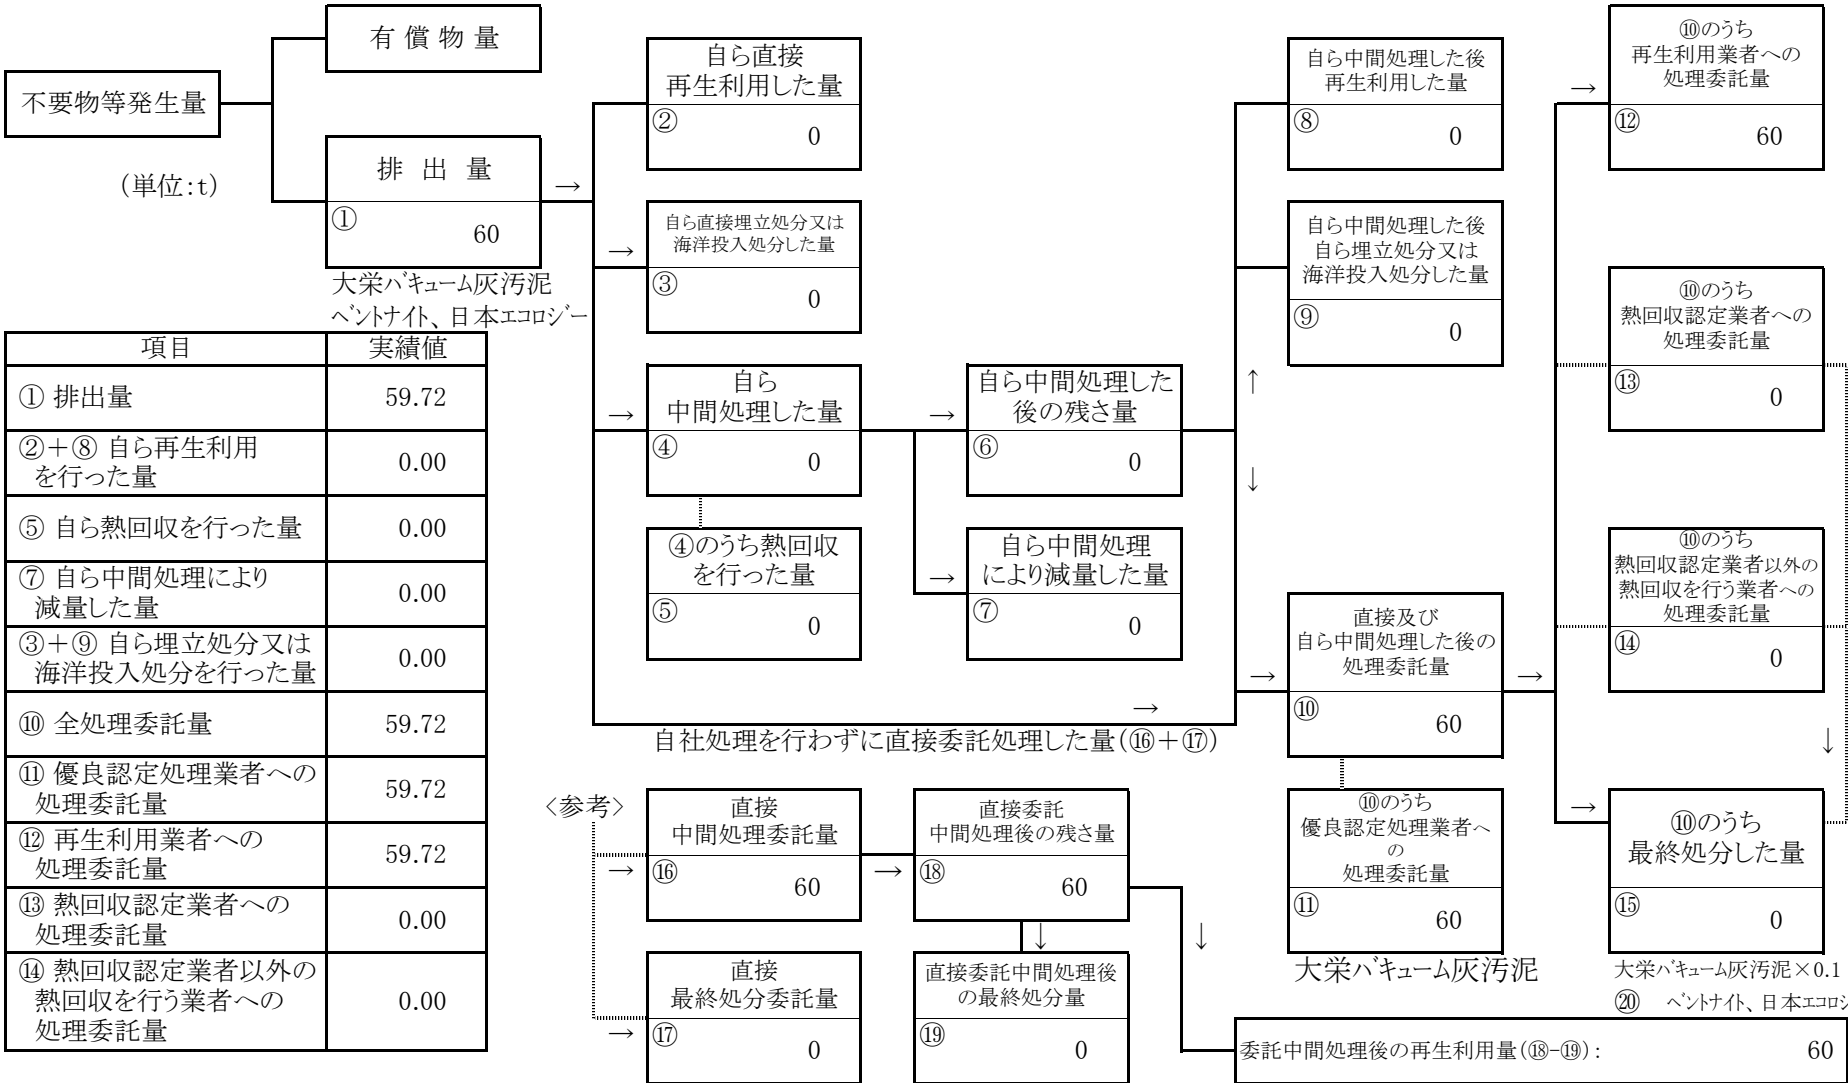 有 償 物 量
不要物等発生量
(単位:t)
排 出 量
①
60
大栄バキューム灰汚泥
ベントナイト、日本エコロジー
自ら直接
再生利用した量
②
0
→
自ら直接埋立処分又は
海洋投入処分した量
→
③
0
自ら
中間処理した量
→
④
0
④のうち熱回収
を行った量
⑤
0
自ら中間処理した
後の残さ量
→
⑥
0
自ら中間処理
により減量した量
→
⑦
0
自ら中間処理した後
再生利用した量
⑧
0
自ら中間処理した後
自ら埋立処分又は
海洋投入処分した量
⑨
0
↑
↓
直接及び
自ら中間処理した後の
処理委託量
→
⑩
60
→
⑩のうち
優良認定処理業者へ
の
処理委託量
⑪
60
大栄バキューム灰汚泥
⑩のうち
再生利用業者への
処理委託量
→
⑫
60
⑩のうち
熱回収認定業者への
処理委託量
⑬
0
⑩のうち
熱回収認定業者以外の
熱回収を行う業者への
処理委託量
⑭
0
↓
→
⑩のうち
最終処分した量
⑮
0
大栄バキューム灰汚泥×0.1
⑳ ベントナイト、日本エコロジ
→
自社処理を行わずに直接委託処理した量(⑯+⑰)
<参考>
直接
中間処理委託量
→
⑯
60
直接
最終処分委託量
→
⑰
0
直接委託
中間処理後の残さ量
→
⑱
60
↓
↓
直接委託中間処理後
の最終処分量
⑲
0
委託中間処理後の再生利用量(⑱-⑲): 60
項目 実績値
① 排出量 59.72
②+⑧ 自ら再生利用
を行った量 0.00
⑤ 自ら熱回収を行った量 0.00
⑦ 自ら中間処理により
減量した量 0.00
③+⑨ 自ら埋立処分又は
海洋投入処分を行った量 0.00
⑩ 全処理委託量 59.72
⑪ 優良認定処理業者への
処理委託量 59.72
⑫ 再生利用業者への
処理委託量 59.72
⑬ 熱回収認定業者への
処理委託量 0.00
⑭ 熱回収認定業者以外の
熱回収を行う業者への
処理委託量 0.00